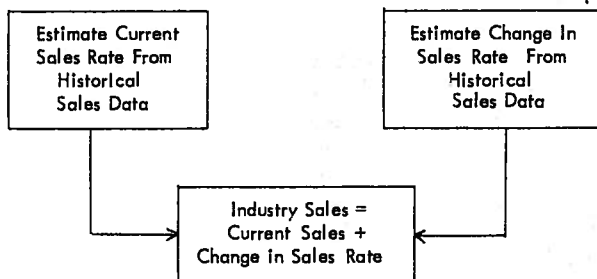 Estimate Current
Sales Rate From
Historical
Sales Data
Estimate Change In
Sales Rate From
Historical
Sales Data
Industry Sales =
Current Sales +
Change in Sales Rate